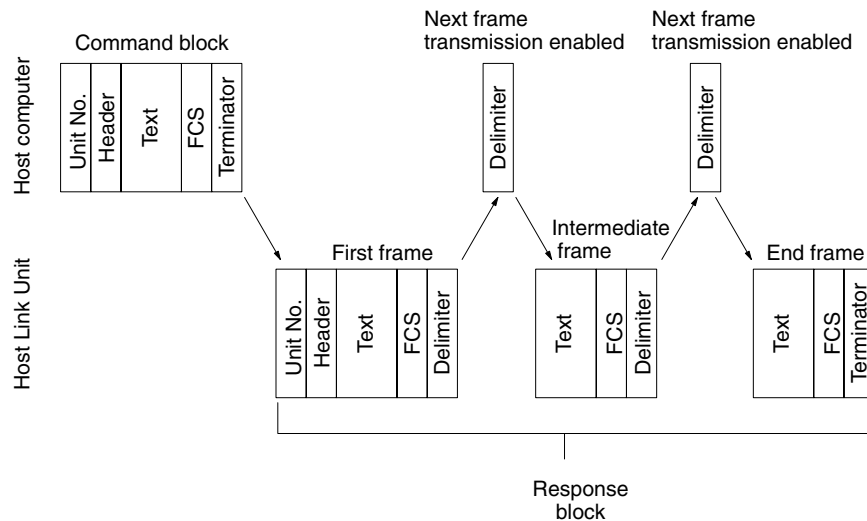 Next frame
transmission enabled
Next frame
transmission enabled
Command block
Host computer
Unit No.
Header
Text
FCS
Terminator
Delimiter
Delimiter
Host Link Unit
First frame
Unit No.
Header
Text
FCS
Delimiter
Intermediate
frame
Text
FCS
Delimiter
End frame
Text
FCS
Terminator
Response
block